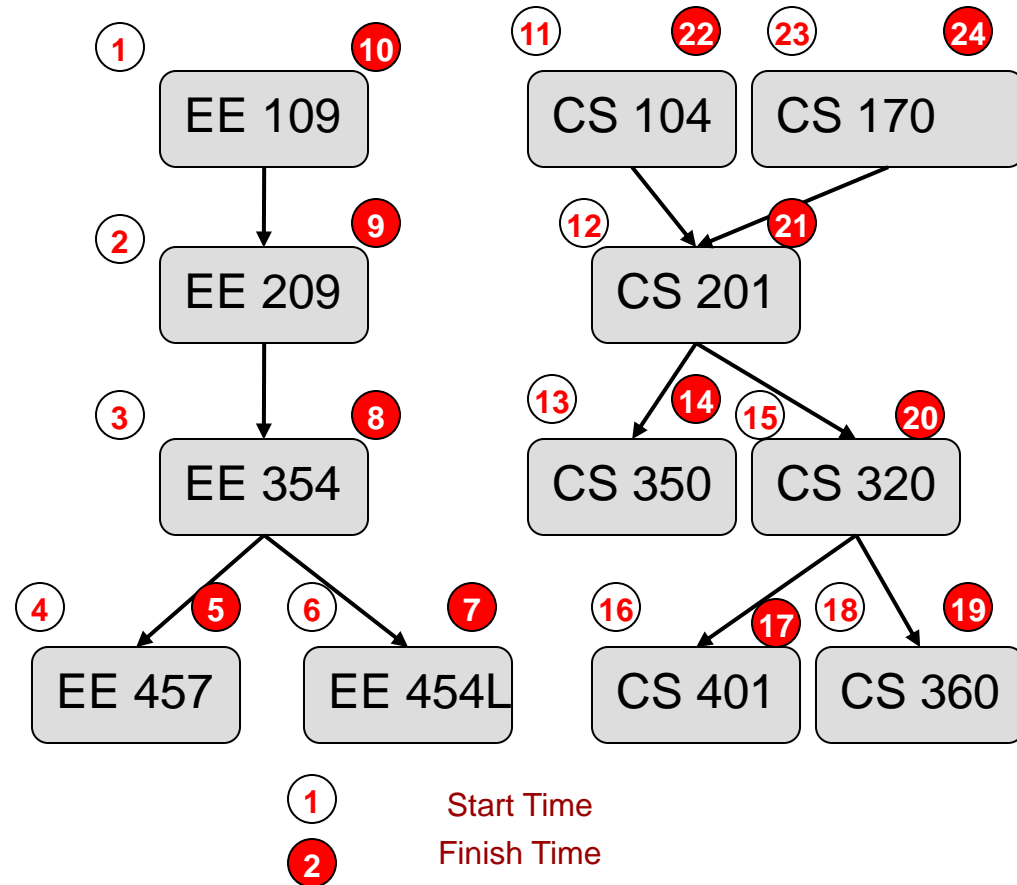 1 10 11 22 23 24
EE 109 CS 104 CS 170
2 9 12 21
EE 209 CS 201
3 8 13 14 15 20
EE 354 CS 350 CS 320
4 5 6 7 16 17 18 19
EE 457 EE 454L CS 401 CS 360
1 Start Time
2 Finish Time